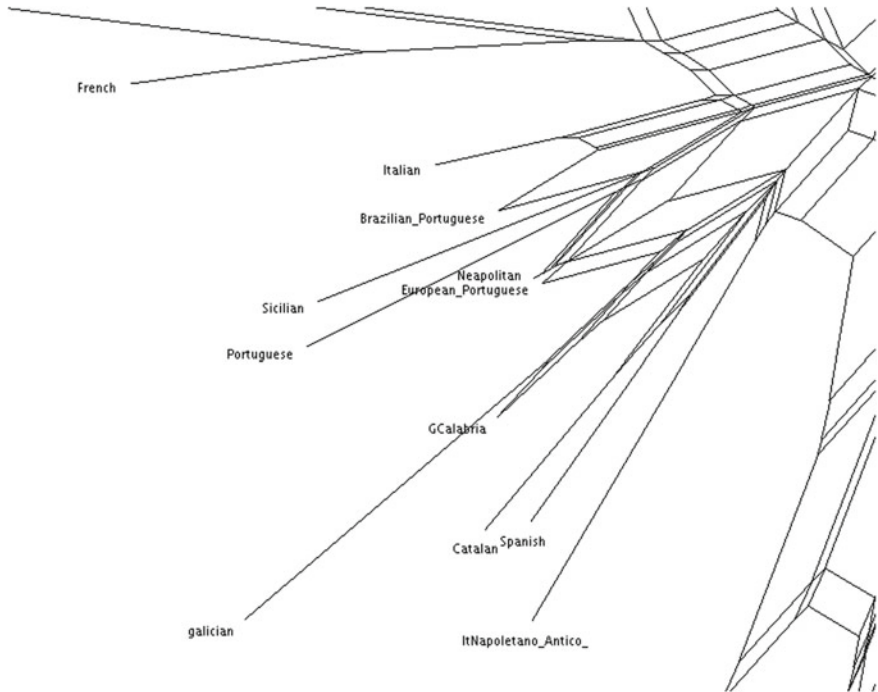 French
Italian
Brazilian_Portuguese
Neapolitan
European_Portuguese
Sicilian
Portuguese
GCalabria
Catalan
Spanish
galician
ItNapoletano_Antico_